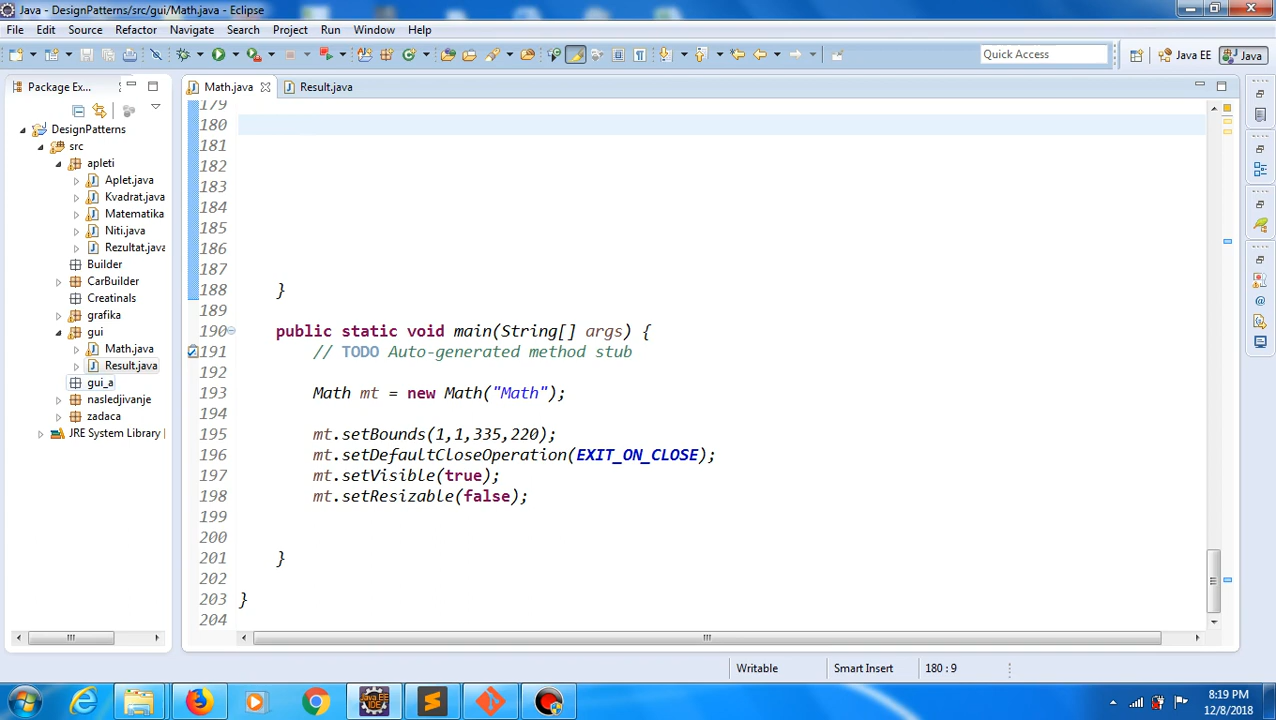 Java - DesignPatterns/src/gui/Math.java - Eclipse
File Edit Source Refactor Navigate Search Project Run Window Help
Quick Access
Java EE
Java
Package Ex...
Math.java
Result.java
DesignPatterns
src
apleti
Aplet.java
Kvadrat.java
Matematika
Niti.java
Rezultat.java
Builder
CarBuilder
Creatinals
grafika
gui
Math.java
Result.java
gui_a
nasledjivanje
zadaca
JRE System Library
179
180
181
182
183
184
185
186
187
188 }
189
190 public static void main(String[] args) {
191 // TODO Auto-generated method stub
192
193 Math mt = new Math("Math");
194
195 mt.setBounds(1,1,335,220);
196 mt.setDefaultCloseOperation(EXIT_ON_CLOSE);
197 mt.setVisible(true);
198 mt.setResizable(false);
199
200
201 }
202
203 }
204
Writable
Smart Insert
180 : 9
Java EE
IDE
8:19 PM
12/8/2018